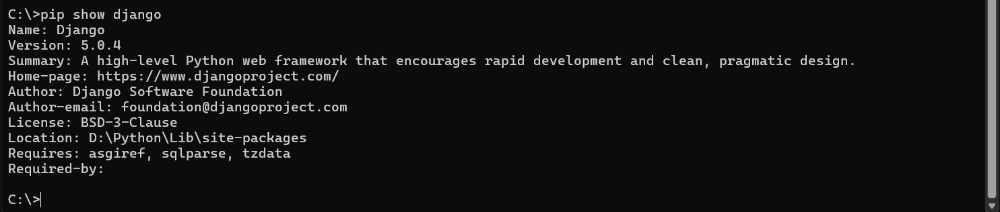 C:\>pip show django
Name: Django
Version: 5.0.4
Summary: A high-level Python web framework that encourages rapid development and clean, pragmatic design.
Home-page: https://www.djangoproject.com/
Author: Django Software Foundation
Author-email: foundation@djangoproject.com
License: BSD-3-Clause
Location: D:\Python\Lib\site-packages
Requires: asgiref, sqlparse, tzdata
Required-by:
C:\>